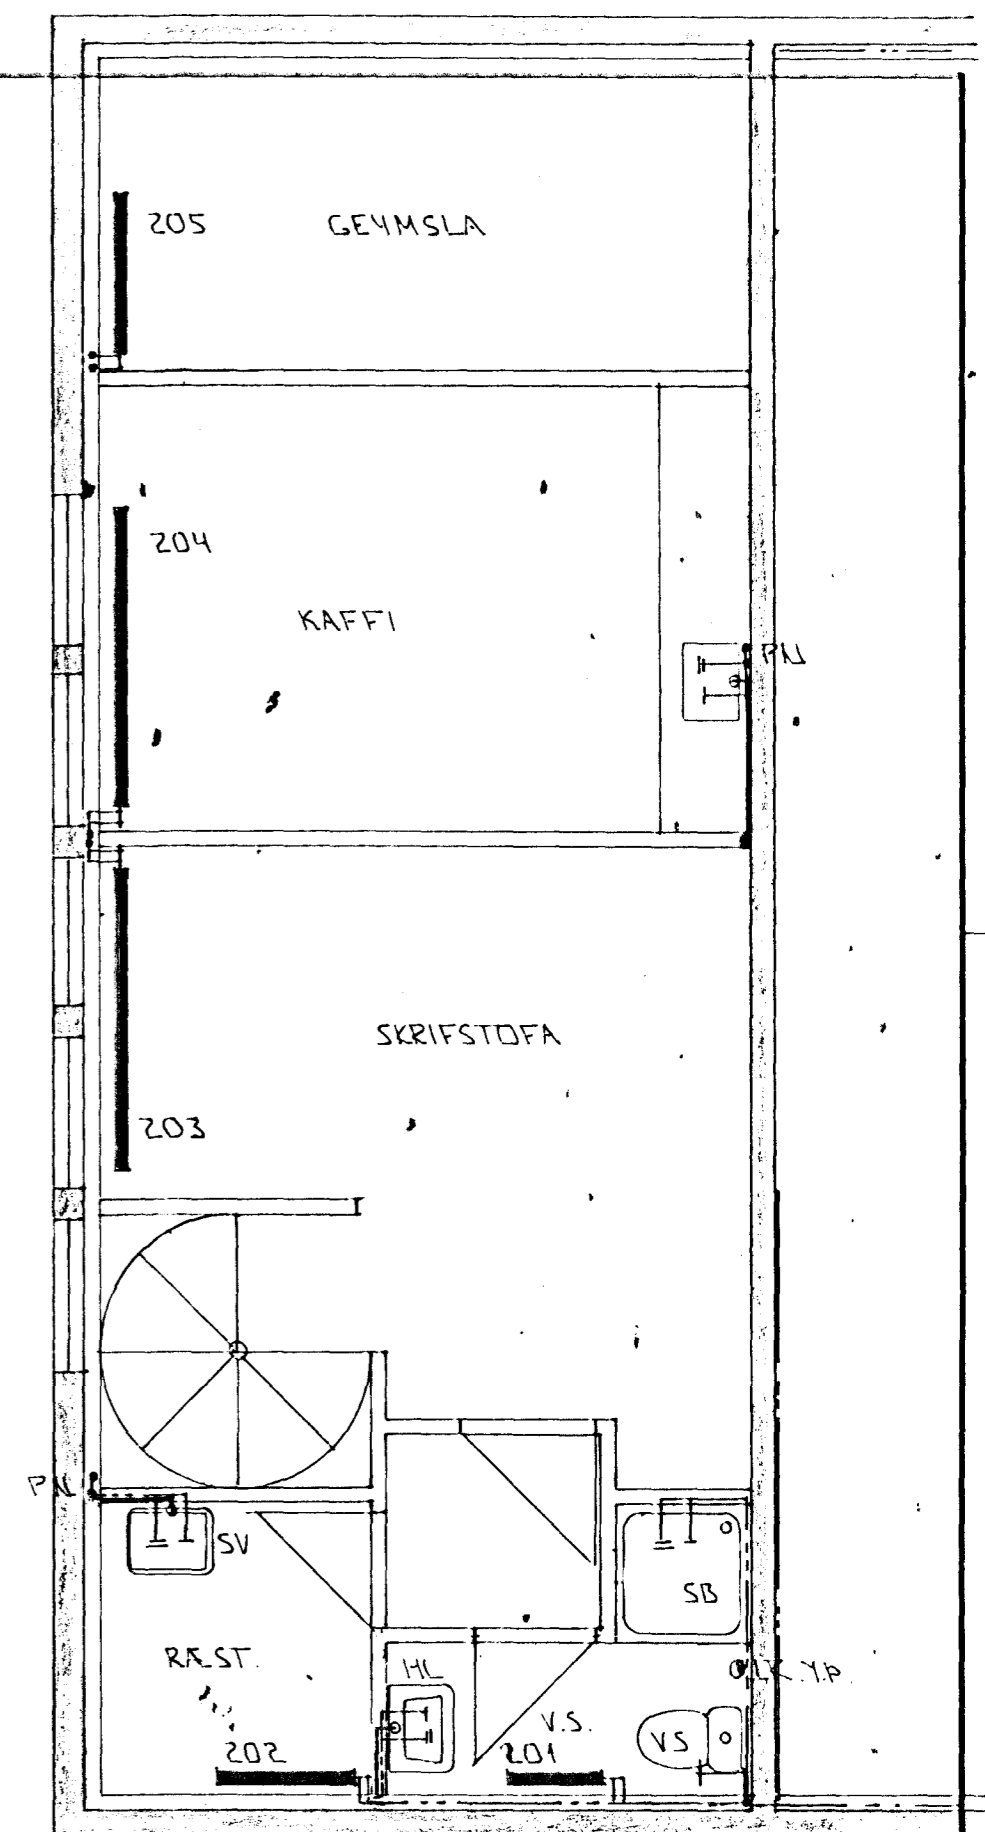 205 GEYMSLA
204
KAFFI
PN
SKRIFSTOFA
203
PN
SV
SB
RÆST.
HL
V.S.
VS
202
201